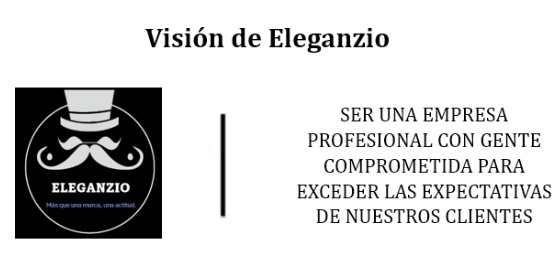 Visión de Eleganzio
ELEGANZIO
Más que una marca, una actitud.
SER UNA EMPRESA
PROFESIONAL CON GENTE
COMPROMETIDA PARA
EXCEDER LAS EXPECTATIVAS
DE NUESTROS CLIENTES